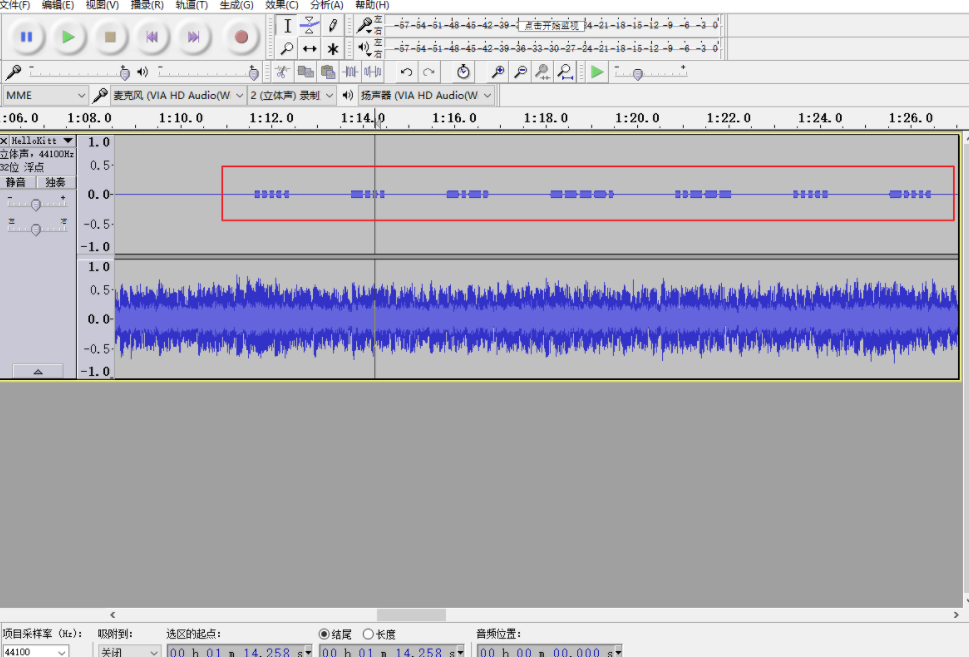 文件(F) 编辑(E) 视图(V) 播录(R) 轨道(T) 生成(G) 效果(C) 分析(A) 帮助(H)
左 右 -57 -54 -51 -48 -45 -42 -39 点击开始监视 -21 -18 -15 -12 -9 -6 -3 0
左 右 -57 -54 -51 -48 -45 -42 -39 -36 -33 -30 -27 -24 -21 -18 -15 -12 -9 -6 -3 0
MME 麦克风 (VIA HD Audio(W 2 (立体声) 录制 扬声器 (VIA HD Audio(W
:06.0 1:08.0 1:10.0 1:12.0 1:14.0 1:16.0 1:18.0 1:20.0 1:22.0 1:24.0 1:26.0
HelloKitt 1.0
立体声, 44100Hz
32位 浮点 0.5
静音 独奏
- + 0.0
-0.5
-1.0
1.0
0.5
0.0
-0.5
-1.0
项目采样率 (Hz): 吸附到: 选区的起点: 结尾 长度 音频位置:
44100 关闭 00 h 01 m 14.258 s 00 h 01 m 14.258 s 00 h 00 m 00.000 s